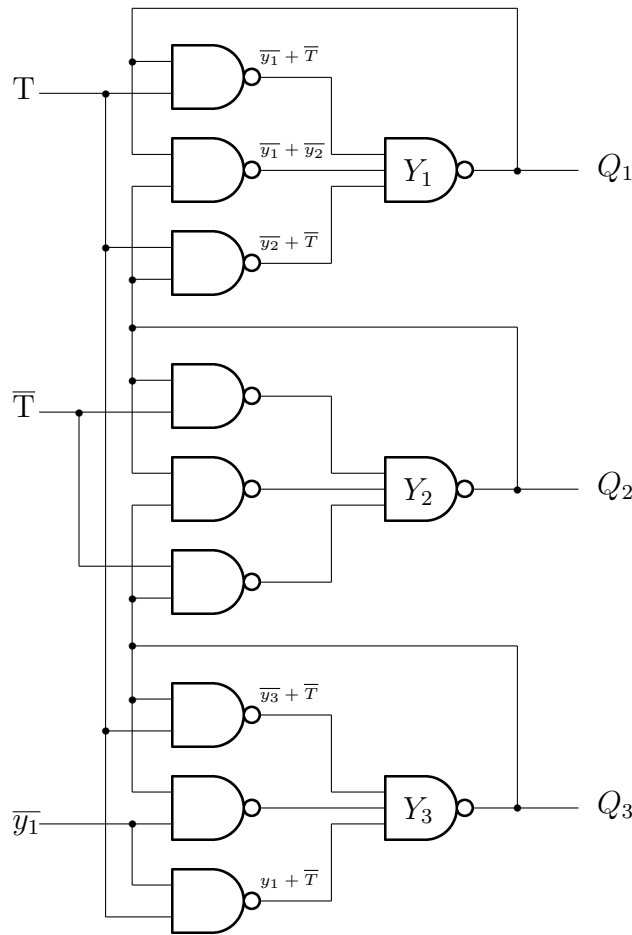 $\overline{y_1} + \overline{T}$
T
$\overline{y_1} + \overline{y_2}$
$Y_1$
$Q_1$
$\overline{y_2} + \overline{T}$
$\overline{\text{T}}$
$Y_2$
$Q_2$
$\overline{y_3} + \overline{T}$
$\overline{y_1}$
$Y_3$
$Q_3$
$y_1 + \overline{T}$